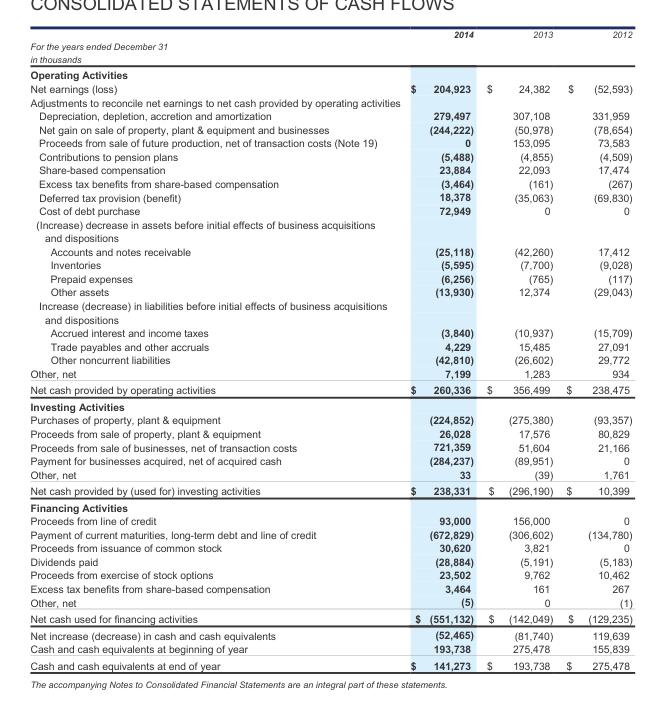 CONSOLIDATED STATEMENTS OF CASH FLOWS
2014 2013 2012
For the years ended December 31
in thousands
Operating Activities
Net earnings (loss) $ 204,923 $ 24,382 $ (52,593)
Adjustments to reconcile net earnings to net cash provided by operating activities
Depreciation, depletion, accretion and amortization 279,497 307,108 331,959
Net gain on sale of property, plant & equipment and businesses (244,222) (50,978) (78,654)
Proceeds from sale of future production, net of transaction costs (Note 19) 0 153,095 73,583
Contributions to pension plans (5,488) (4,855) (4,509)
Share-based compensation 23,884 22,093 17,474
Excess tax benefits from share-based compensation (3,464) (161) (267)
Deferred tax provision (benefit) 18,378 (35,063) (69,830)
Cost of debt purchase 72,949 0 0
(Increase) decrease in assets before initial effects of business acquisitions
and dispositions
Accounts and notes receivable (25,118) (42,260) 17,412
Inventories (5,595) (7,700) (9,028)
Prepaid expenses (6,256) (765) (117)
Other assets (13,930) 12,374 (29,043)
Increase (decrease) in liabilities before initial effects of business acquisitions
and dispositions
Accrued interest and income taxes (3,840) (10,937) (15,709)
Trade payables and other accruals 4,229 15,485 27,091
Other noncurrent liabilities (42,810) (26,602) 29,772
Other, net 7,199 1,283 934
Net cash provided by operating activities $ 260,336 $ 356,499 $ 238,475
Investing Activities
Purchases of property, plant & equipment (224,852) (275,380) (93,357)
Proceeds from sale of property, plant & equipment 26,028 17,576 80,829
Proceeds from sale of businesses, net of transaction costs 721,359 51,604 21,166
Payment for businesses acquired, net of acquired cash (284,237) (89,951) 0
Other, net 33 (39) 1,761
Net cash provided by (used for) investing activities $ 238,331 $ (296,190) $ 10,399
Financing Activities
Proceeds from line of credit 93,000 156,000 0
Payment of current maturities, long-term debt and line of credit (672,829) (306,602) (134,780)
Proceeds from issuance of common stock 30,620 3,821 0
Dividends paid (28,884) (5,191) (5,183)
Proceeds from exercise of stock options 23,502 9,762 10,462
Excess tax benefits from share-based compensation 3,464 161 267
Other, net (5) 0 (1)
Net cash used for financing activities $ (551,132) $ (142,049) $ (129,235)
Net increase (decrease) in cash and cash equivalents (52,465) (81,740) 119,639
Cash and cash equivalents at beginning of year 193,738 275,478 155,839
Cash and cash equivalents at end of year $ 141,273 $ 193,738 $ 275,478
The accompanying Notes to Consolidated Financial Statements are an integral part of these statements.